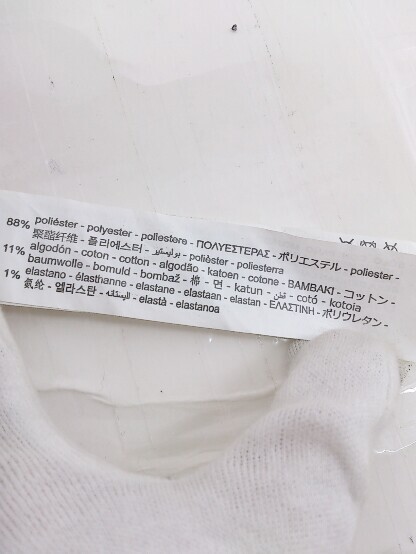 88% poliéster - polyester - poliestere - ΠΟΛΥΕΣΤΕΡΑΣ - ポリエステル - poliester -
聚酯纤维 - 폴리에스터 - بوليستير - polièster - poliesterra
11% algodón - coton - cotton - algodão - katoen - cotone - ΒΑΜΒΑΚΙ - コットン -
baumwolle - bomuld - bombaž - 棉 - 면 - katun - قطن - cotó - kotoia
1% elastano - élasthanne - elastane - elastaan - elastan - ΕΛΑΣΤΙΝΗ - ポリウレタン -
氨纶 - 엘라스탄 - لاليستانه - elastà - elastanoa